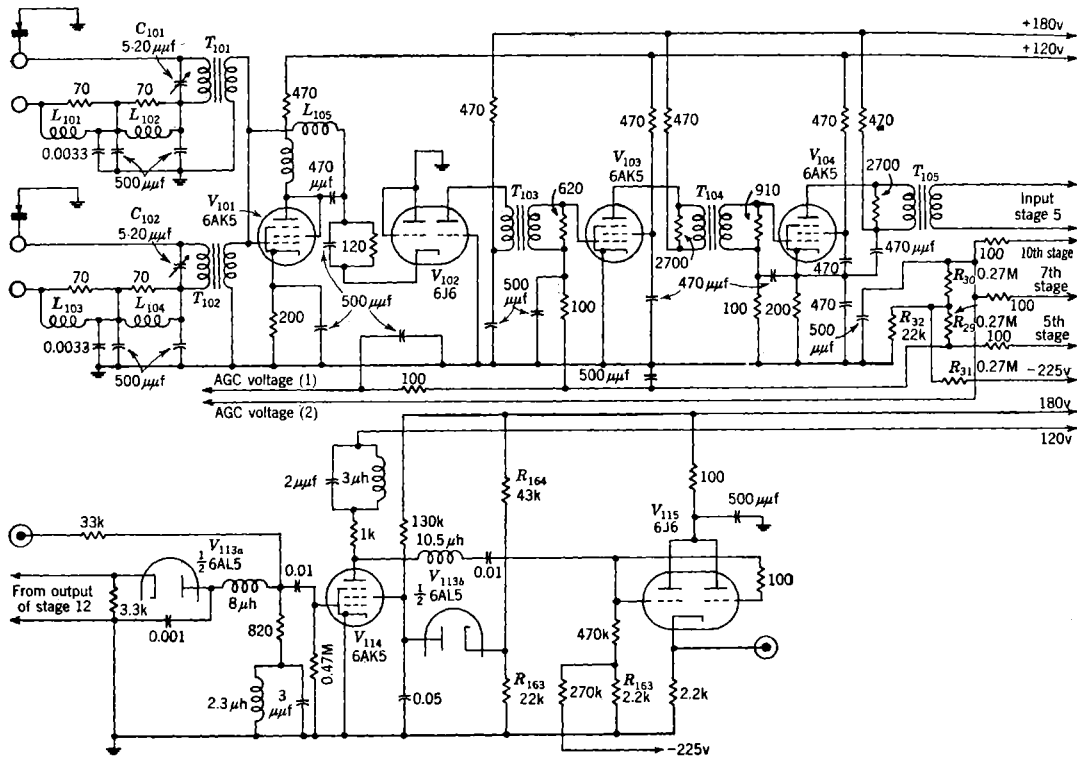 +180v
+120v
C101
5-20 μμf
T101
70
70
L101
L102
0.0033
500 μμf
470
L105
470
μμf
V101
6AK5
120
V102
6J6
200
500 μμf
C102
5-20 μμf
T102
70
70
L103
L104
0.0033
500 μμf
470
T103
620
500
μμf
100
470
470
V103
6AK5
T104
910
2700
470 μμf
100
200
470
470
V104
6AK5
2700
T105
470 μμf
470
470
500
μμf
Input
stage 5
100
10th stage
R30
0.27M
7th
stage
100
R29
0.27M
5th
stage
100
R32
22k
R31
0.27M
-225v
500 μμf
AGC voltage (1)
100
AGC voltage (2)
180v
120v
2μμf
3μh
1k
130k
10.5 μh
R164
43k
100
500 μμf
V115
6J6
33k
V113a
½ 6AL5
0.01
From output
of stage 12
3.3k
0.001
8μh
820
2.3μh
3
μμf
0.47M
V114
6AK5
V113b
½ 6AL5
0.01
0.05
R163
22k
470k
100
270k
R163
2.2k
2.2k
-225v